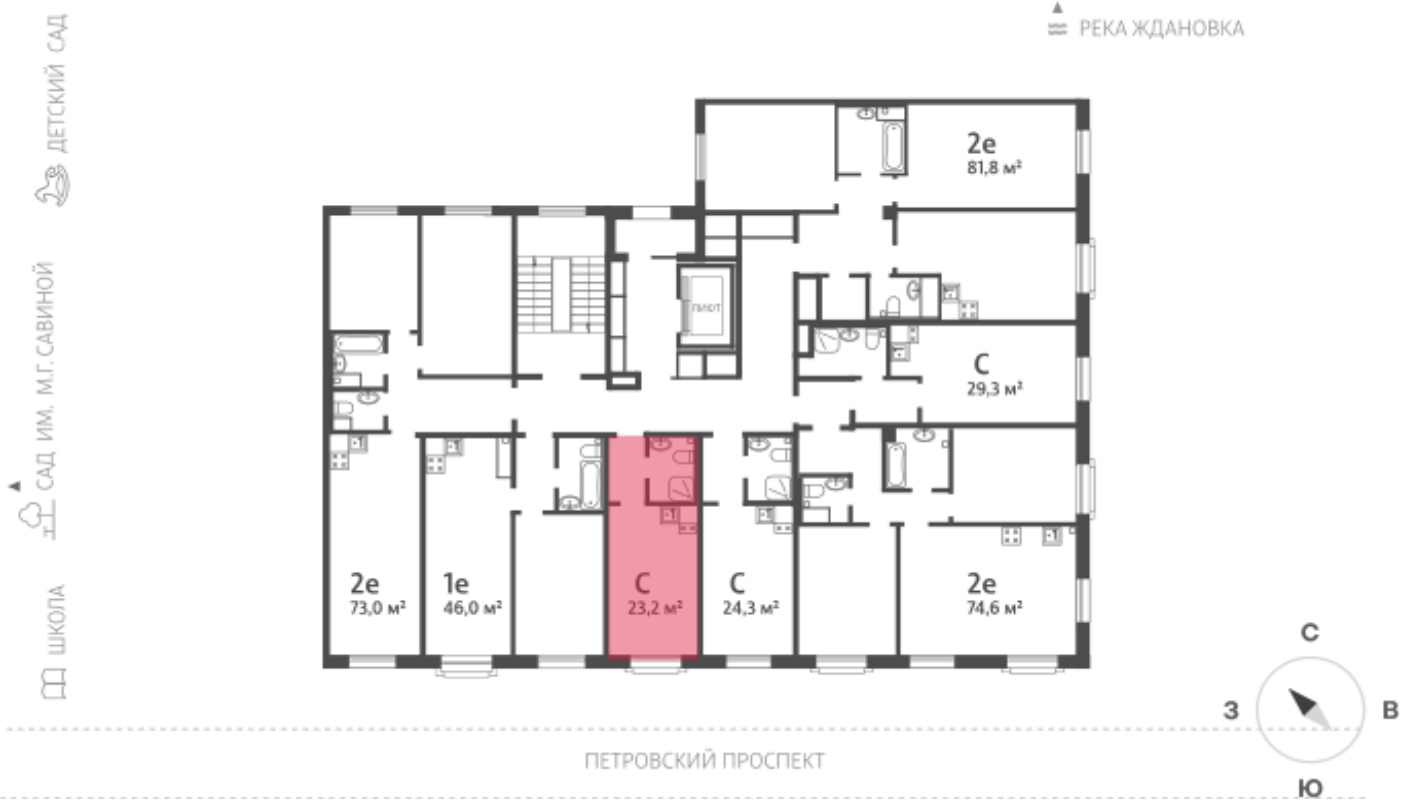 РЕКА ЖДАНОВКА
ДЕТСКИЙ САД
САД ИМ. М.Г. САВИНОЙ
ШКОЛА
2е
81,8 м²
ЛИФТ
С
29,3 м²
2е
73,0 м²
1е
46,0 м²
С
23,2 м²
С
24,3 м²
2е
74,6 м²
С
З
В
Ю
ПЕТРОВСКИЙ ПРОСПЕКТ